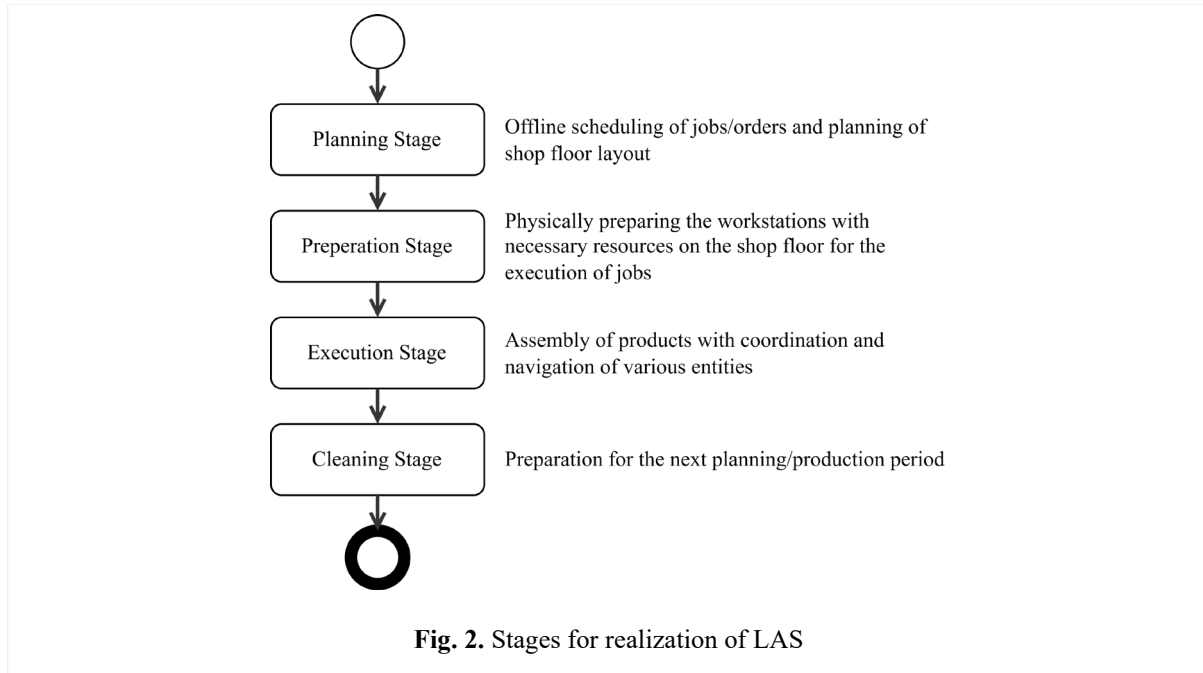 Planning Stage
Offline scheduling of jobs/orders and planning of
shop floor layout
Preperation Stage
Physically preparing the workstations with
necessary resources on the shop floor for the
execution of jobs
Execution Stage
Assembly of products with coordination and
navigation of various entities
Cleaning Stage
Preparation for the next planning/production period
Fig. 2. Stages for realization of LAS